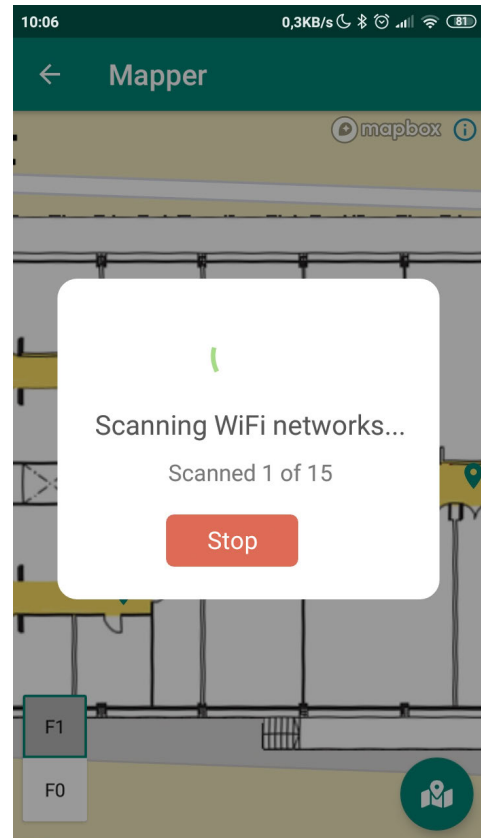 10:06 0,3KB/s 81
Mapper
mapbox
Scanning WiFi networks...
Scanned 1 of 15
Stop
F1
F0